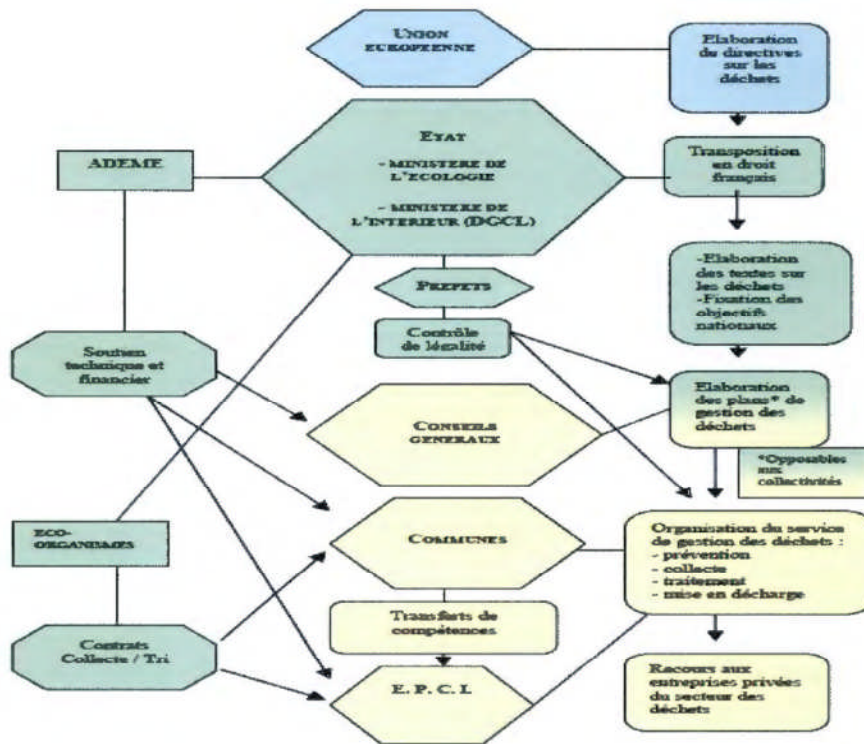 UNION
EUROPEENNE
Elaboration
de directives
sur les
déchets
ETAT
- MINISTERE DE
L'ECOLOGIE
- MINISTERE DE
L'INTERIEUR (DGCL)
ADEME
Transposition
en droit
français
PREFETS
-Elaboration
des textes sur
les déchets
-Fixation des
objectifs
nationaux
Contrôle
de légalité
Soutien
technique et
financier
Elaboration
des plans* de
gestion des
déchets
CONSEILS
GENERAUX
*Opposables
aux
collectivités
ECO-
ORGANISMES
COMMUNES
Organisation du service
de gestion des déchets :
- prévention
- collecte
- traitement
- mise en décharge
Transferts de
compétences
Contrats
Collecte / Tri
E. P. C. I.
Recours aux
entreprises privées
du secteur des
déchets